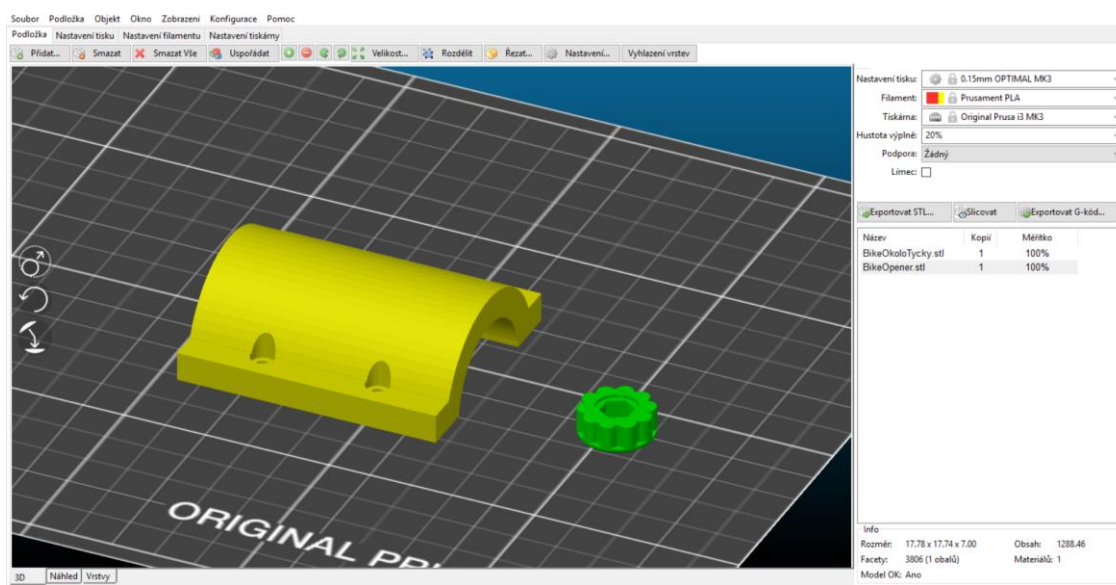 Soubor Podložka Objekt Okno Zobrazení Konfigurace Pomoc
Podložka Nastavení tisku Nastavení filamentu Nastavení tiskárny
Přidat... Smazat Smazat Vše Uspořádat Velikost... Rozdělit Řezat... Nastavení... Vyhlazení vrstev
Nastavení tisku: 0.15mm OPTIMAL MK3
Filament: Prusament PLA
Tiskárna: Original Prusa i3 MK3
Hustota výplně: 20%
Podpora: Žádný
Límec:
Exportovat STL... Slicovat Exportovat G-kód...
Název Kopií Měřítko
BikeOkoloTycky.stl 1 100%
BikeOpener.stl 1 100%
ORIGINAL PR
Info
Rozměr: 17.78 x 17.74 x 7.00 Obsah: 1288.46
Facety: 3806 (1 obalů) Materiálů: 1
Model OK: Ano
3D Náhled Vrstvy